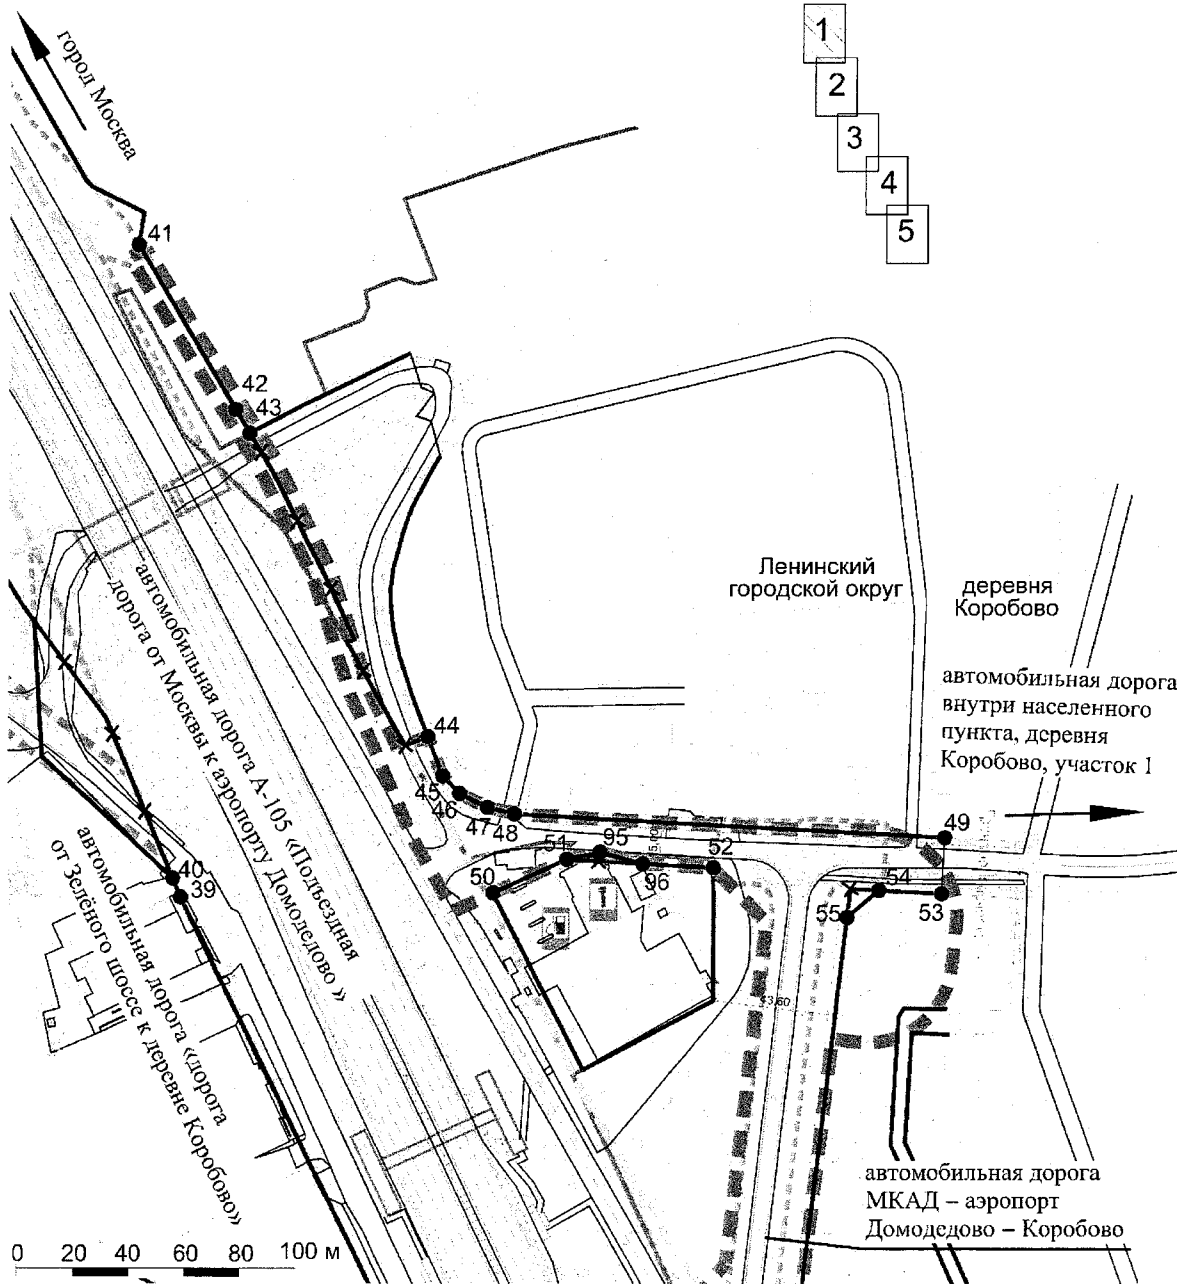 город Москва
1
2
3
4
5
41
42
43
Ленинский
городской округ
деревня
Коробово
автомобильная дорога А-105 «Подъездная
дорога от Москвы к аэропорту Домодедово »
автомобильная дорога
внутри населенного
пункта, деревня
Коробово, участок 1
44
45
46
47
48
49
95
51
52
96
50
54
53
55
40
39
43,60
автомобильная дорога «дорога
от Зелёного шоссе к деревне Коробово»
автомобильная дорога
МКАД – аэропорт
Домодедово – Коробово
0 20 40 60 80 100 м